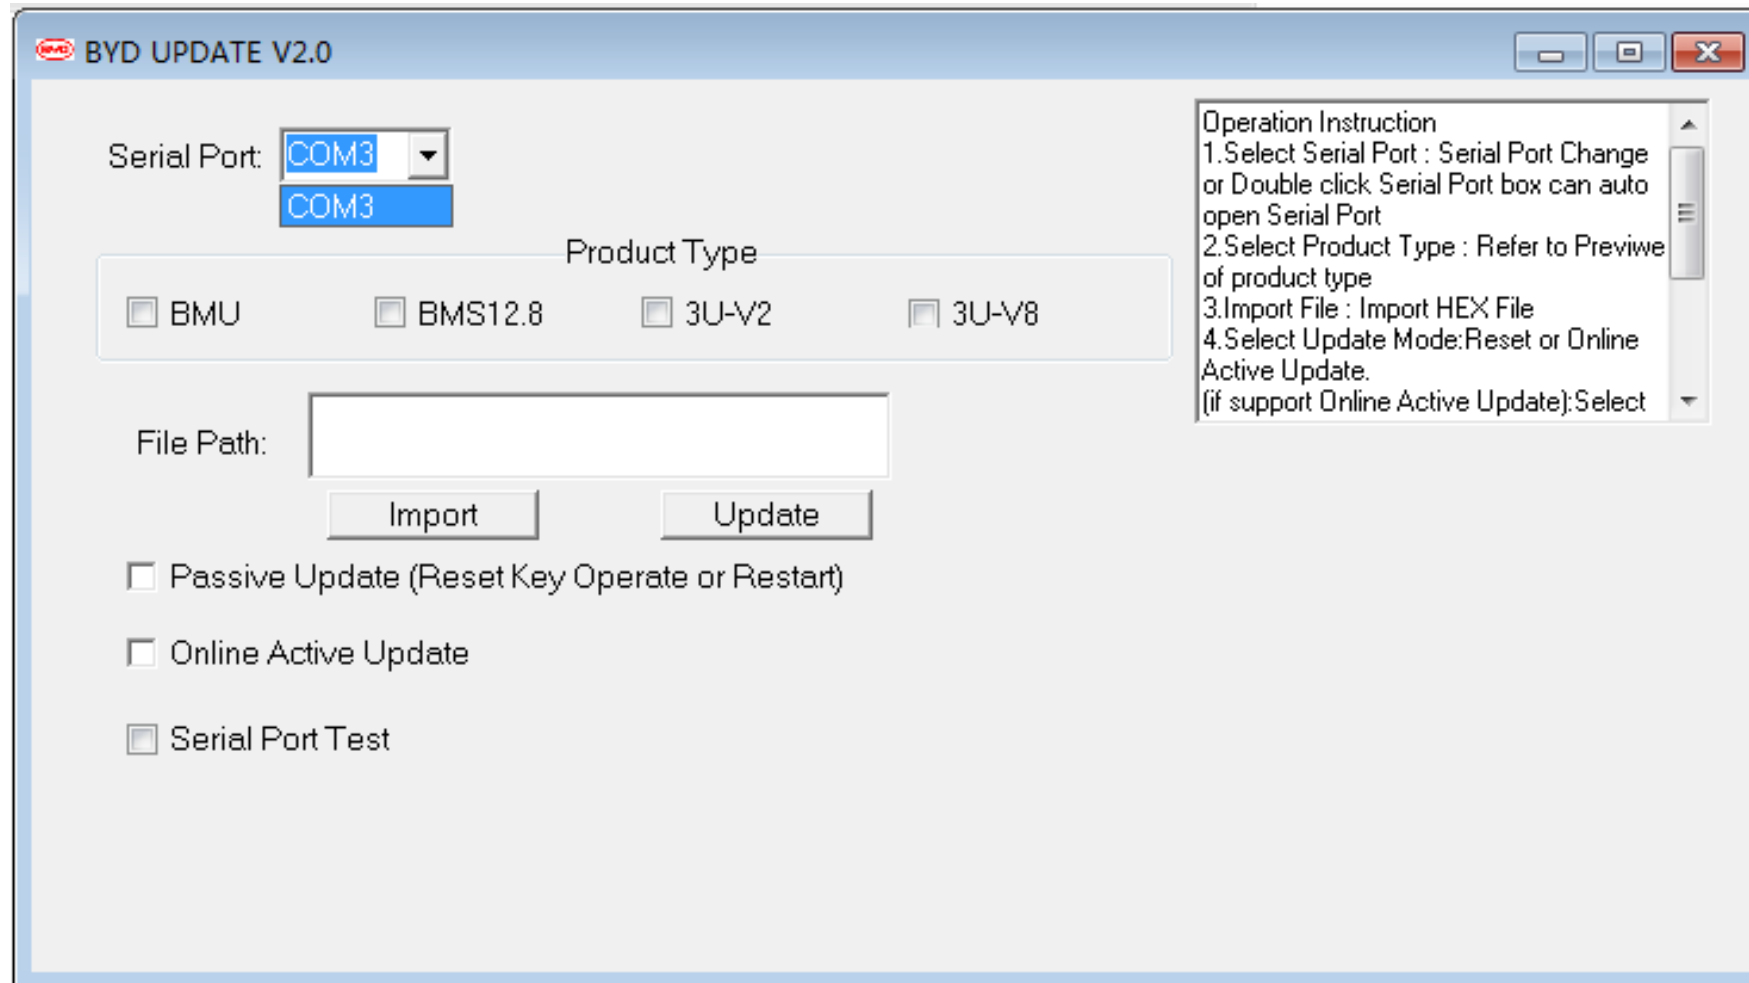 BYD BYD UPDATE V2.0
Serial Port: COM3
COM3
Product Type
BMU BMS12.8 3U-V2 3U-V8
File Path:
Import Update
Passive Update (Reset Key Operate or Restart)
Online Active Update
Serial Port Test
Operation Instruction
1.Select Serial Port : Serial Port Change
or Double click Serial Port box can auto
open Serial Port
2.Select Product Type : Refer to Previwe
of product type
3.Import File : Import HEX File
4.Select Update Mode:Reset or Online
Active Update.
(if support Online Active Update):Select